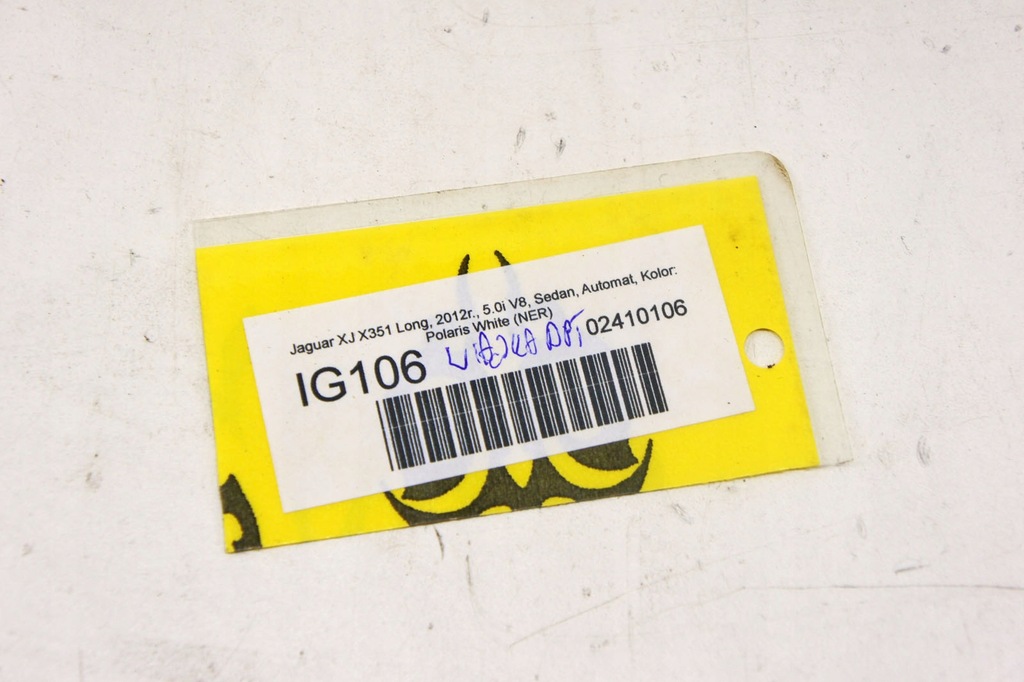 Jaguar XJ X351 Long, 2012r., 5.0i V8, Sedan, Automat, Kolor:
Polaris White (NER)
IG106
02410106